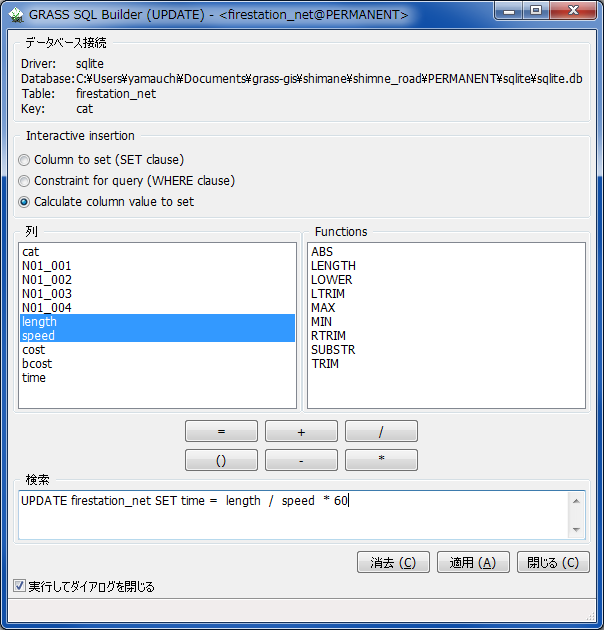 GRASS SQL Builder (UPDATE) - <firestation_net@PERMANENT>
データベース接続
Driver: sqlite
Database:C:¥Users¥yamauchi¥Documents¥grass-gis¥shimane¥shimne_road¥PERMANENT¥sqlite¥sqlite.db
Table: firestation_net
Key: cat
Interactive insertion
Column to set (SET clause)
Constraint for query (WHERE clause)
Calculate column value to set
列
cat
N01_001
N01_002
N01_003
N01_004
length
speed
cost
bcost
time
Functions
ABS
LENGTH
LOWER
LTRIM
MAX
MIN
RTRIM
SUBSTR
TRIM
= + /
() - *
検索
UPDATE firestation_net SET time = length / speed * 60
消去 (C) 適用 (A) 閉じる (C)
実行してダイアログを閉じる